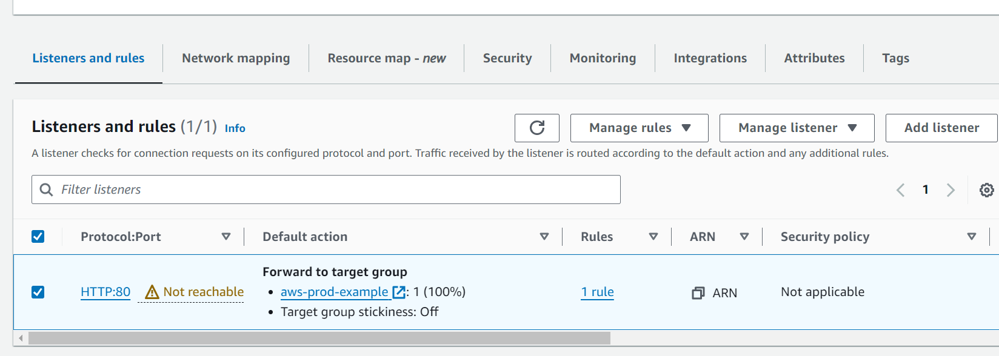 Listeners and rules Network mapping Resource map - new Security Monitoring Integrations Attributes Tags
Listeners and rules (1/1) Info Manage rules Manage listener Add listener
A listener checks for connection requests on its configured protocol and port. Traffic received by the listener is routed according to the default action and any additional rules.
Filter listeners 1
Protocol:Port Default action Rules ARN Security policy
Forward to target group
HTTP:80 Not reachable • aws-prod-example : 1 (100%) 1 rule ARN Not applicable
• Target group stickiness: Off